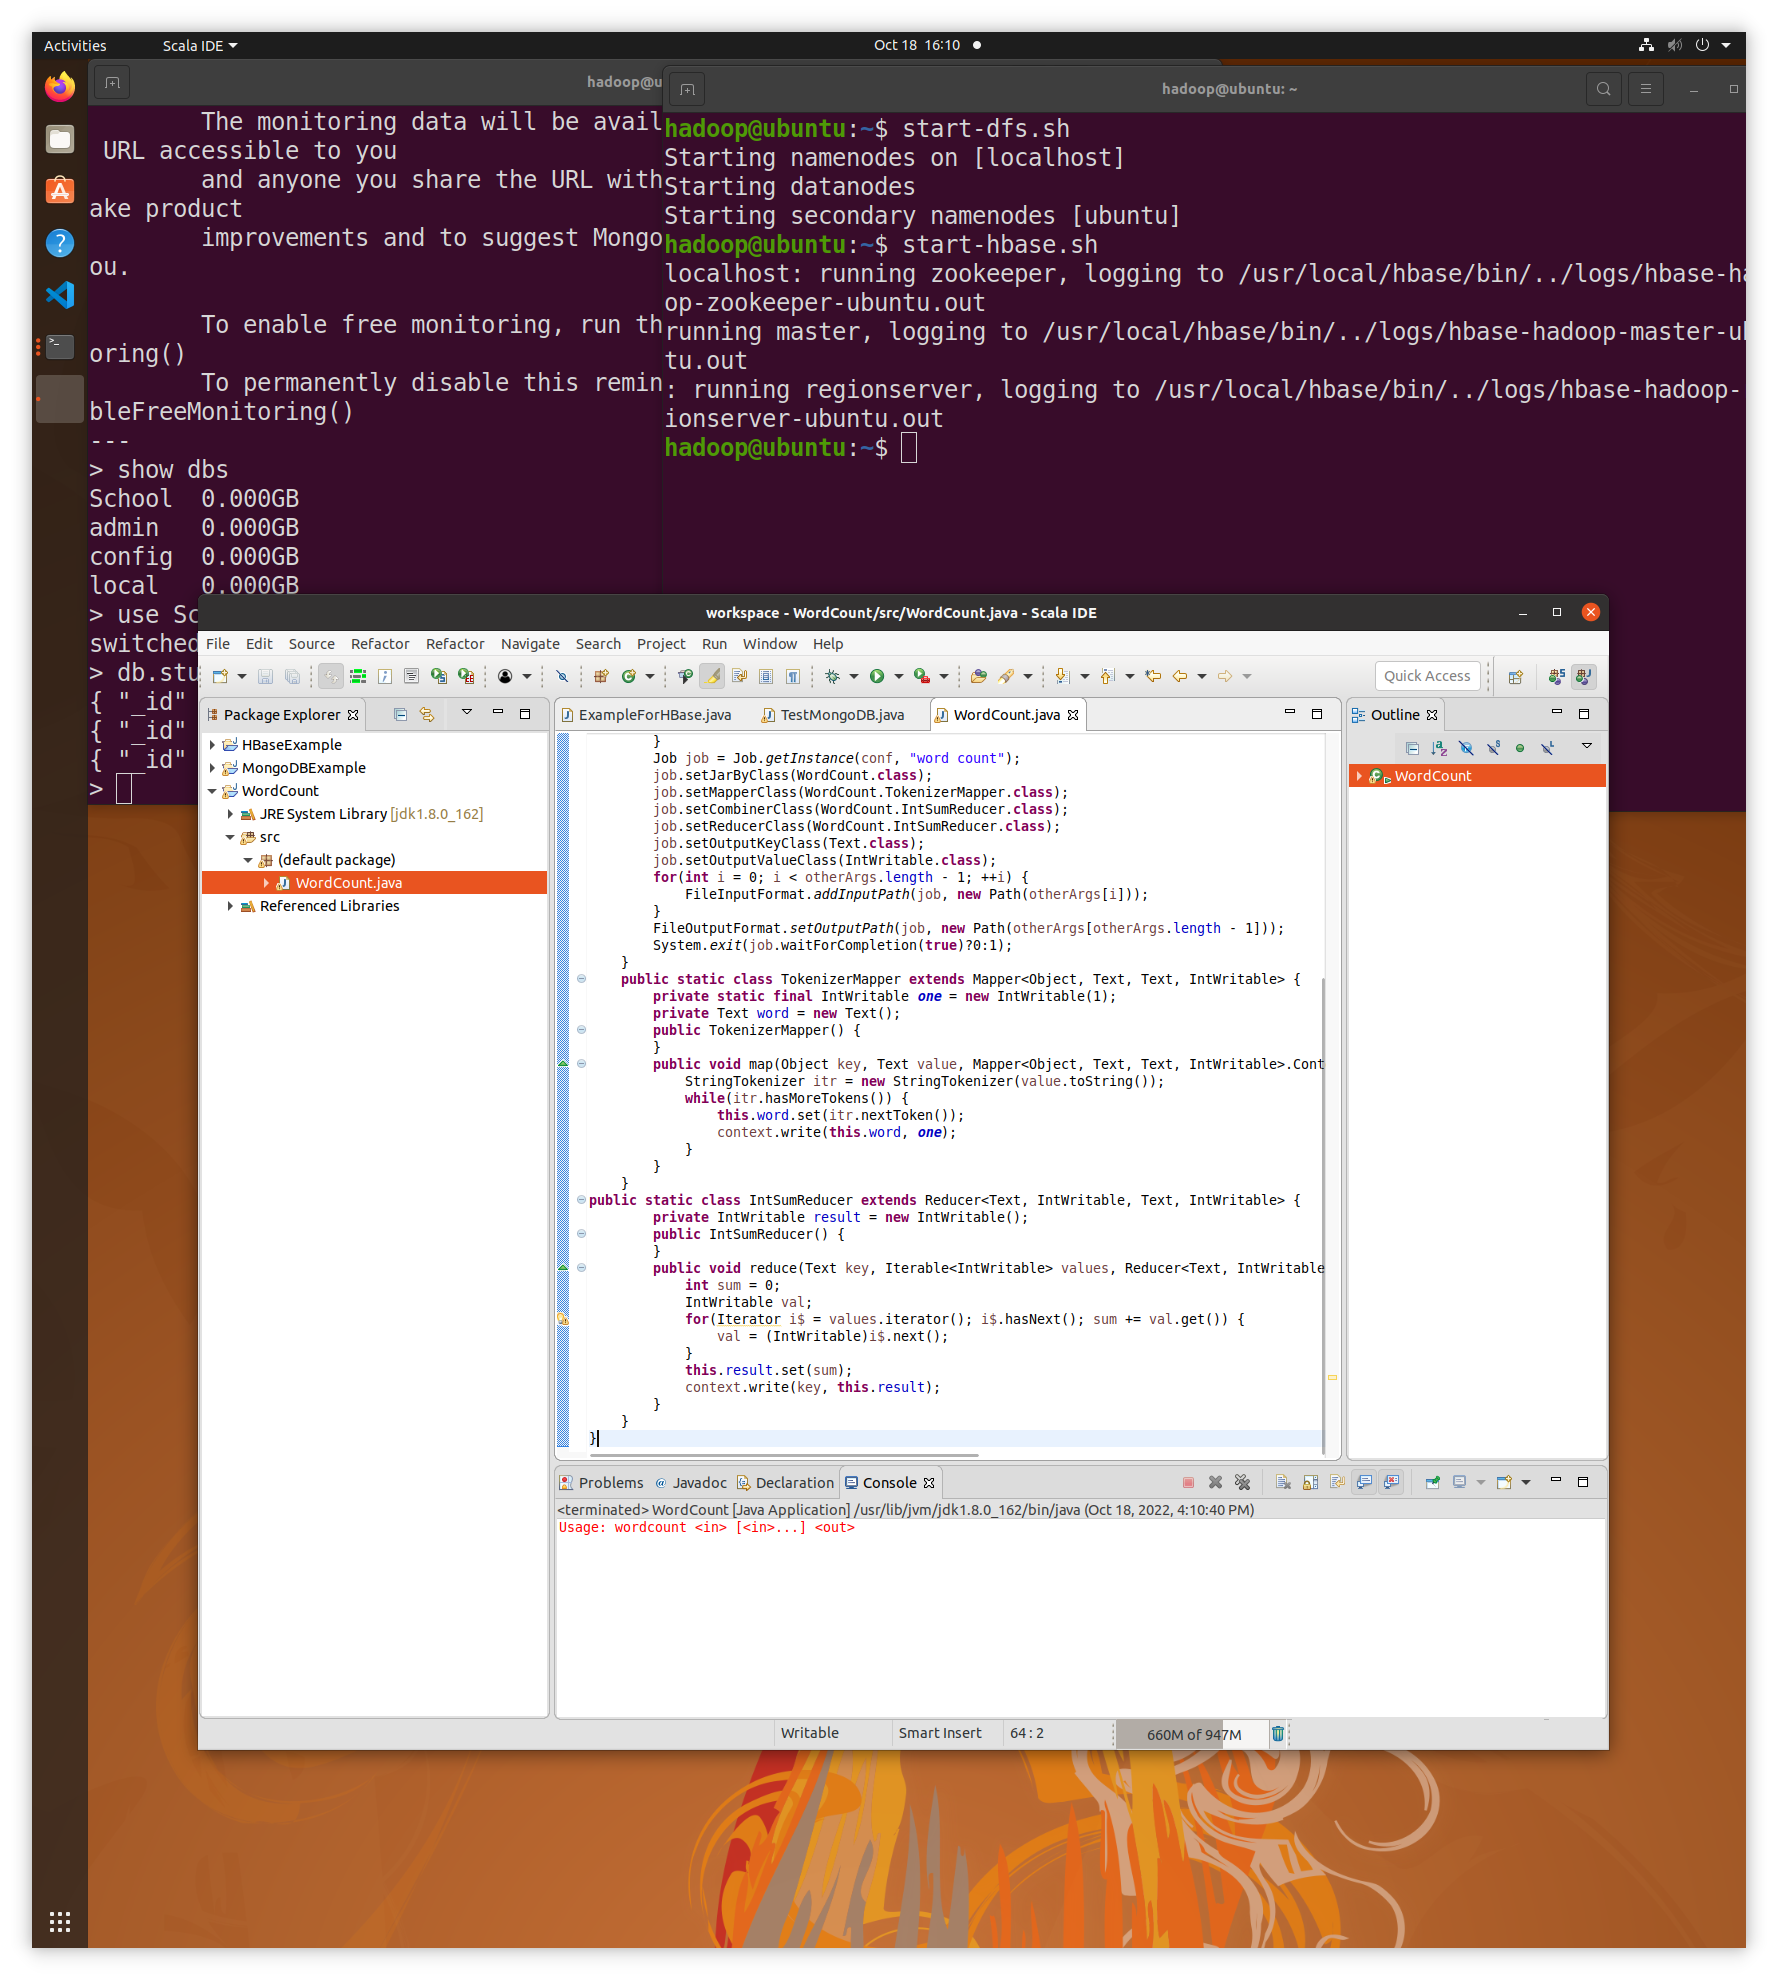 Activities
Scala IDE
Oct 18 16:10
hadoop@u
The monitoring data will be avail
URL accessible to you
and anyone you share the URL with
ake product
improvements and to suggest Mongo
ou.
To enable free monitoring, run th
oring()
To permanently disable this remin
bleFreeMonitoring()
---
> show dbs
School 0.000GB
admin 0.000GB
config 0.000GB
local 0.000GB
> use Sc
switched
> db.stu
{ "_id"
{ "_id"
{ "_id"
>
hadoop@ubuntu: ~
hadoop@ubuntu:~$ start-dfs.sh
Starting namenodes on [localhost]
Starting datanodes
Starting secondary namenodes [ubuntu]
hadoop@ubuntu:~$ start-hbase.sh
localhost: running zookeeper, logging to /usr/local/hbase/bin/../logs/hbase-ha
op-zookeeper-ubuntu.out
running master, logging to /usr/local/hbase/bin/../logs/hbase-hadoop-master-ub
tu.out
: running regionserver, logging to /usr/local/hbase/bin/../logs/hbase-hadoop-
ionserver-ubuntu.out
hadoop@ubuntu:~$
workspace - WordCount/src/WordCount.java - Scala IDE
File Edit Source Refactor Refactor Navigate Search Project Run Window Help
Quick Access
Package Explorer
HBaseExample
MongoDBExample
WordCount
JRE System Library [jdk1.8.0_162]
src
(default package)
WordCount.java
Referenced Libraries
ExampleForHBase.java TestMongoDB.java WordCount.java
}
Job job = Job.getInstance(conf, "word count");
job.setJarByClass(WordCount.class);
job.setMapperClass(WordCount.TokenizerMapper.class);
job.setCombinerClass(WordCount.IntSumReducer.class);
job.setReducerClass(WordCount.IntSumReducer.class);
job.setOutputKeyClass(Text.class);
job.setOutputValueClass(IntWritable.class);
for(int i = 0; i < otherArgs.length - 1; ++i) {
FileInputFormat.addInputPath(job, new Path(otherArgs[i]));
}
FileOutputFormat.setOutputPath(job, new Path(otherArgs[otherArgs.length - 1]));
System.exit(job.waitForCompletion(true)?0:1);
}
public static class TokenizerMapper extends Mapper<Object, Text, Text, IntWritable> {
private static final IntWritable one = new IntWritable(1);
private Text word = new Text();
public TokenizerMapper() {
}
public void map(Object key, Text value, Mapper<Object, Text, Text, IntWritable>.Cont
StringTokenizer itr = new StringTokenizer(value.toString());
while(itr.hasMoreTokens()) {
this.word.set(itr.nextToken());
context.write(this.word, one);
}
}
}
public static class IntSumReducer extends Reducer<Text, IntWritable, Text, IntWritable> {
private IntWritable result = new IntWritable();
public IntSumReducer() {
}
public void reduce(Text key, Iterable<IntWritable> values, Reducer<Text, IntWritable
int sum = 0;
IntWritable val;
for(Iterator i$ = values.iterator(); i$.hasNext(); sum += val.get()) {
val = (IntWritable)i$.next();
}
this.result.set(sum);
context.write(key, this.result);
}
}
}
Outline
WordCount
Problems @ Javadoc Declaration Console
<terminated> WordCount [Java Application] /usr/lib/jvm/jdk1.8.0_162/bin/java (Oct 18, 2022, 4:10:40 PM)
Usage: wordcount <in> [<in>...] <out>
Writable Smart Insert 64 : 2 660M of 947M